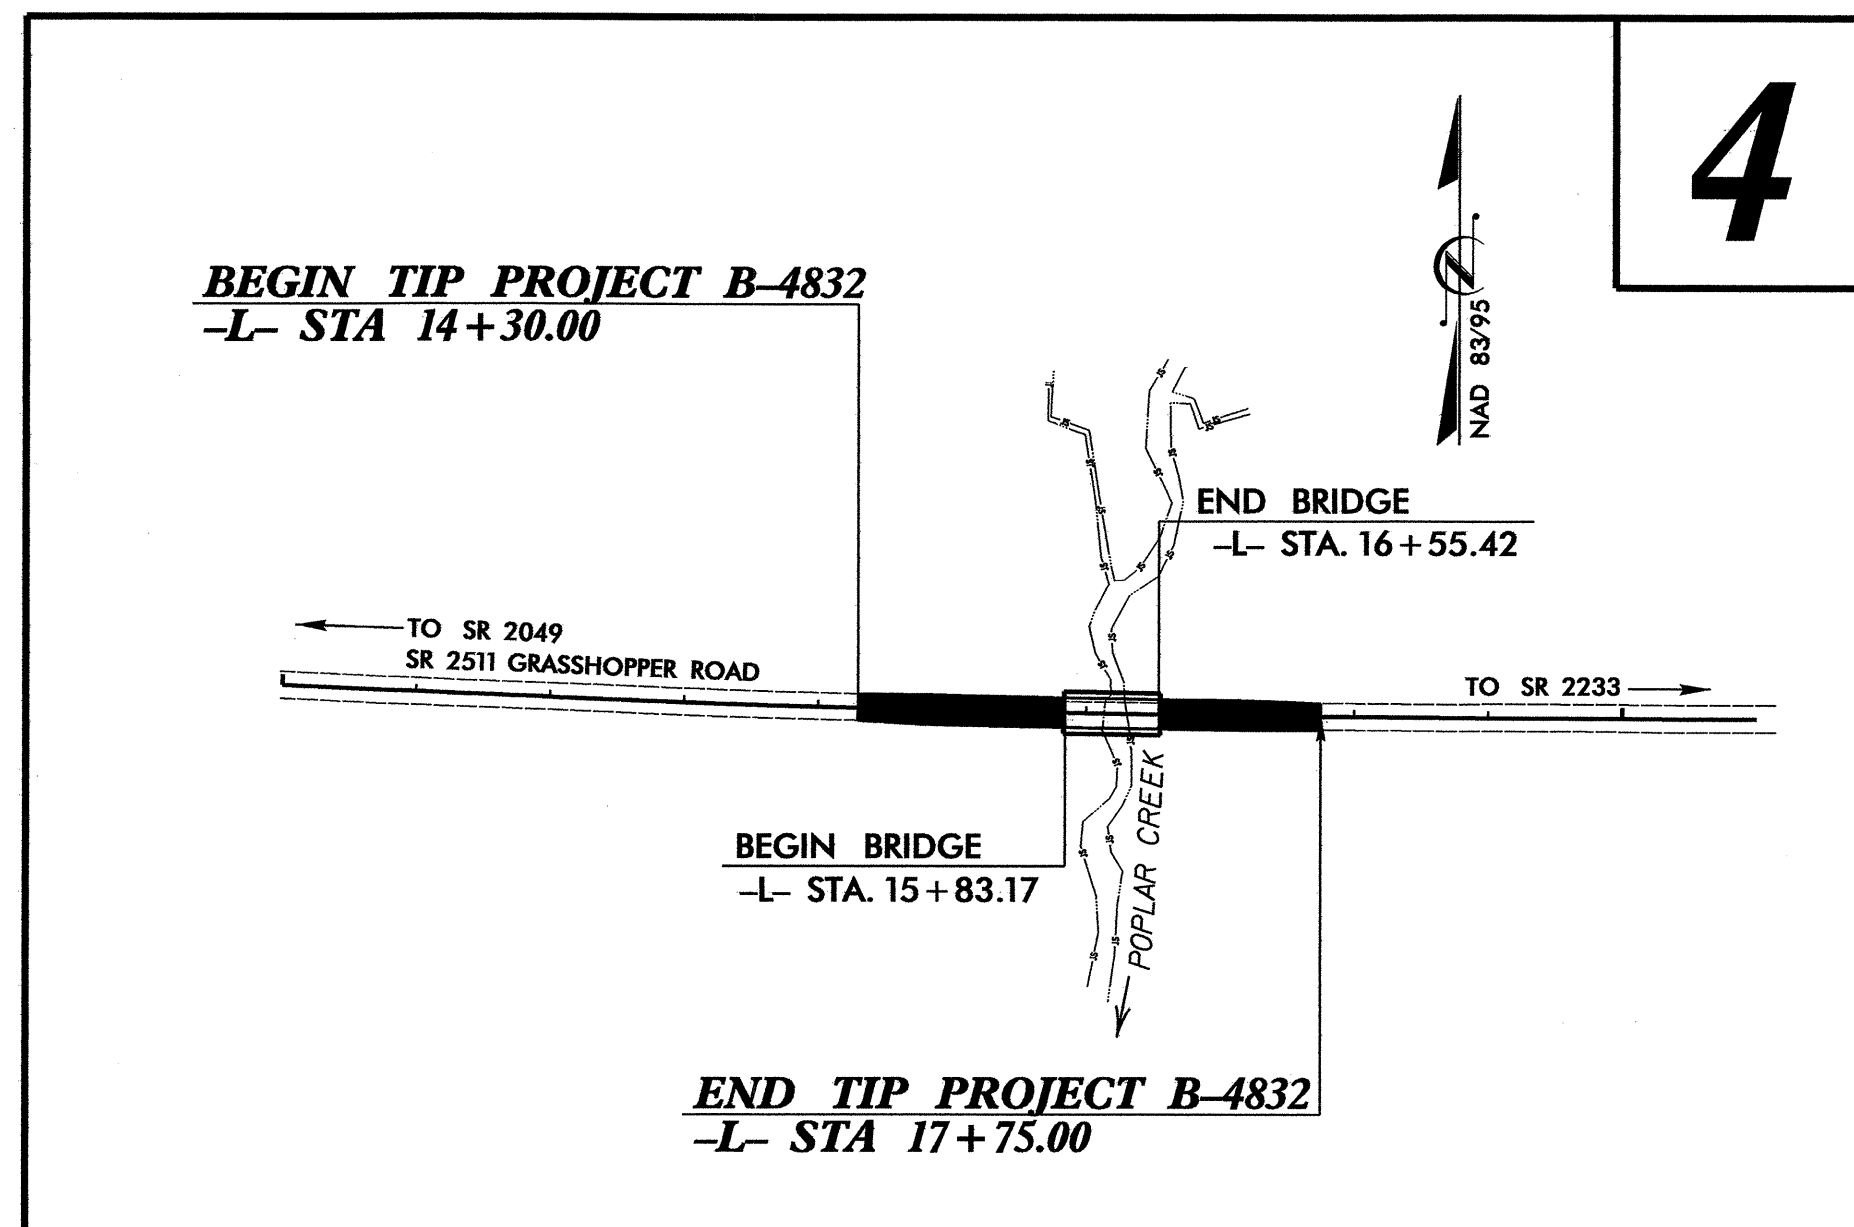 4
BEGIN TIP PROJECT B–4832
–L– STA 14+30.00
N
NAD 83/95
END BRIDGE
–L– STA. 16+55.42
TO SR 2049
SR 2511 GRASSHOPPER ROAD
TO SR 2233
BEGIN BRIDGE
–L– STA. 15+83.17
POPLAR CREEK
END TIP PROJECT B–4832
–L– STA 17+75.00